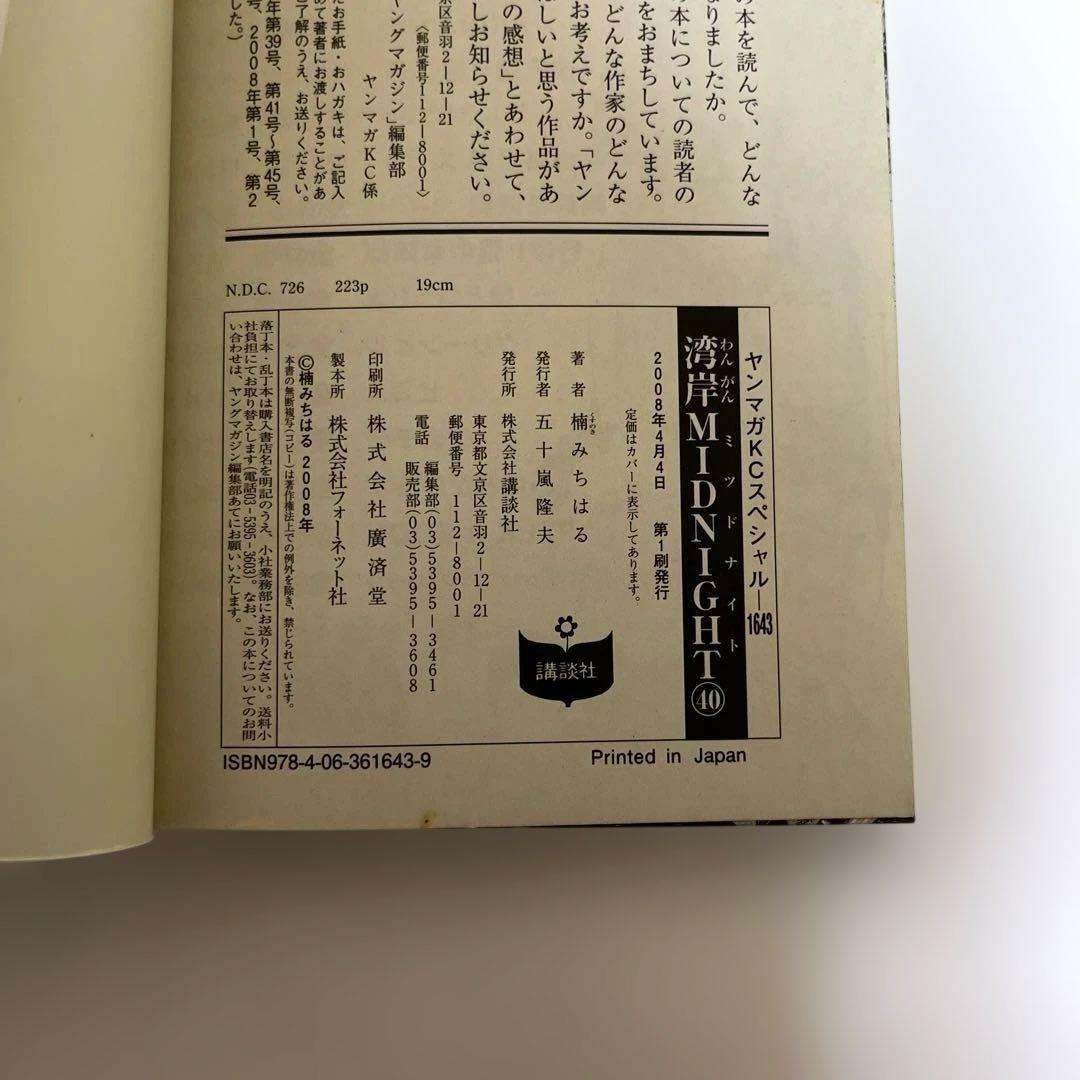 の本を読んで、どんな
なりましたか。
の本についての読者の
をおまちしています。
どんな作家のどんな
お考えですか。「ヤン
ほしいと思う作品があ
の感想」とあわせて、
しお知らせください。
京区音羽2―12―21
〈郵便番号112―8001〉
ヤングマガジン」編集部
ヤンマガKC係
たお手紙・おハガキは、ご記入
めて著者にお渡しすることがあ
ご了解のうえ、お送りください。
年第39号、第41号～第45号、
号、2008年第1号、第2
した。）
N.D.C. 726 223p 19cm
ヤンマガKCスペシャル―1643
わんがん ミッドナイト
湾岸MIDNIGHT㊵
2008年4月4日 第1刷発行
定価はカバーに表示してあります。
著者 楠みちはる
くすのき
発行者 五十嵐隆夫
発行所 株式会社講談社
東京都文京区音羽2―12―21
郵便番号 112―8001
電話 編集部(03)5395―3461
販売部(03)5395―3608
印刷所 株式会社廣済堂
製本所 株式会社フォーネット社
©楠みちはる 2008年
本書の無断複写(コピー)は著作権法上での例外を除き、禁じられています。
落丁本・乱丁本は購入書店名を明記のうえ、小社業務部にお送りください。送料小
社負担にてお取り替えします(電話03-5395-3603)。なお、この本についてのお問
い合わせは、ヤングマガジン編集部あてにお願いいたします。
講談社
ISBN978-4-06-361643-9
Printed in Japan